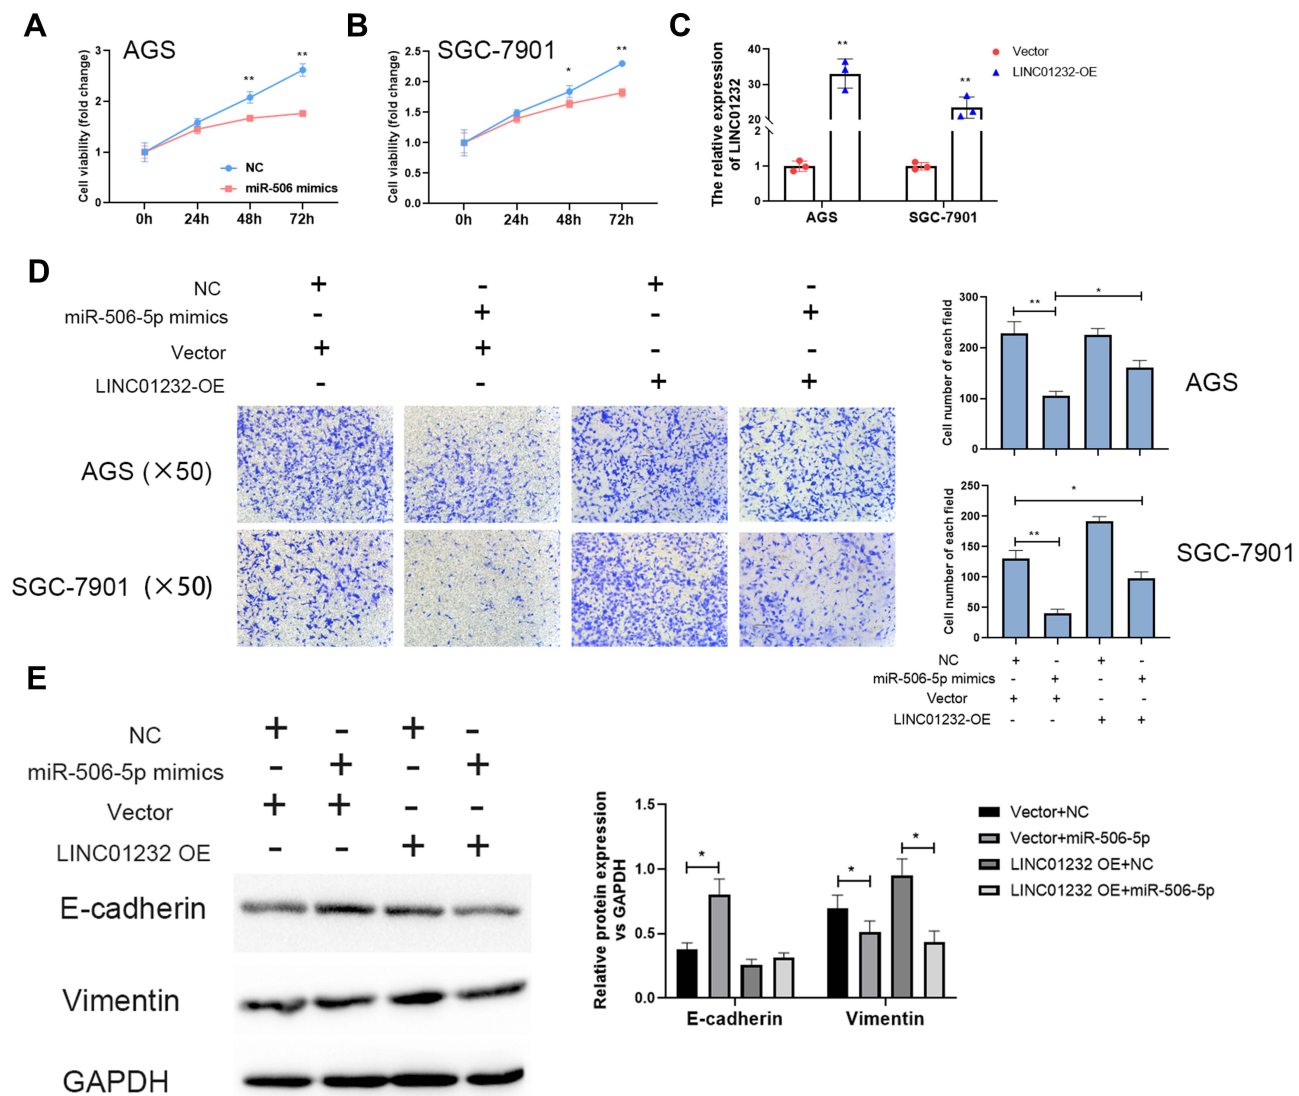 A
AGS
Cell viability (fold change)
3
2
1
0
**
**
NC
miR-506 mimics
0h 24h 48h 72h
B
SGC-7901
Cell viability (fold change)
2.5
2.0
1.5
1.0
0.5
0.0
*
**
0h 24h 48h 72h
C
The relative expression
of LINC01232
40
30
20
2
1
0
**
**
AGS SGC-7901
Vector
LINC01232-OE
D
NC + - + -
miR-506-5p mimics - + - +
Vector + + - -
LINC01232-OE - - + +
AGS (×50)
SGC-7901 (×50)
Cell number of each field
300
200
100
0
**
*
AGS
Cell number of each field
250
200
150
100
50
0
**
*
SGC-7901
NC + - + -
miR-506-5p mimics - + - +
Vector + + - -
LINC01232-OE - - + +
E
NC + - + -
miR-506-5p mimics - + - +
Vector + + - -
LINC01232 OE - - + +
E-cadherin
Vimentin
GAPDH
Relative protein expression
vs GAPDH
1.5
1.0
0.5
0.0
*
*
*
E-cadherin Vimentin
Vector+NC
Vector+miR-506-5p
LINC01232 OE+NC
LINC01232 OE+miR-506-5p